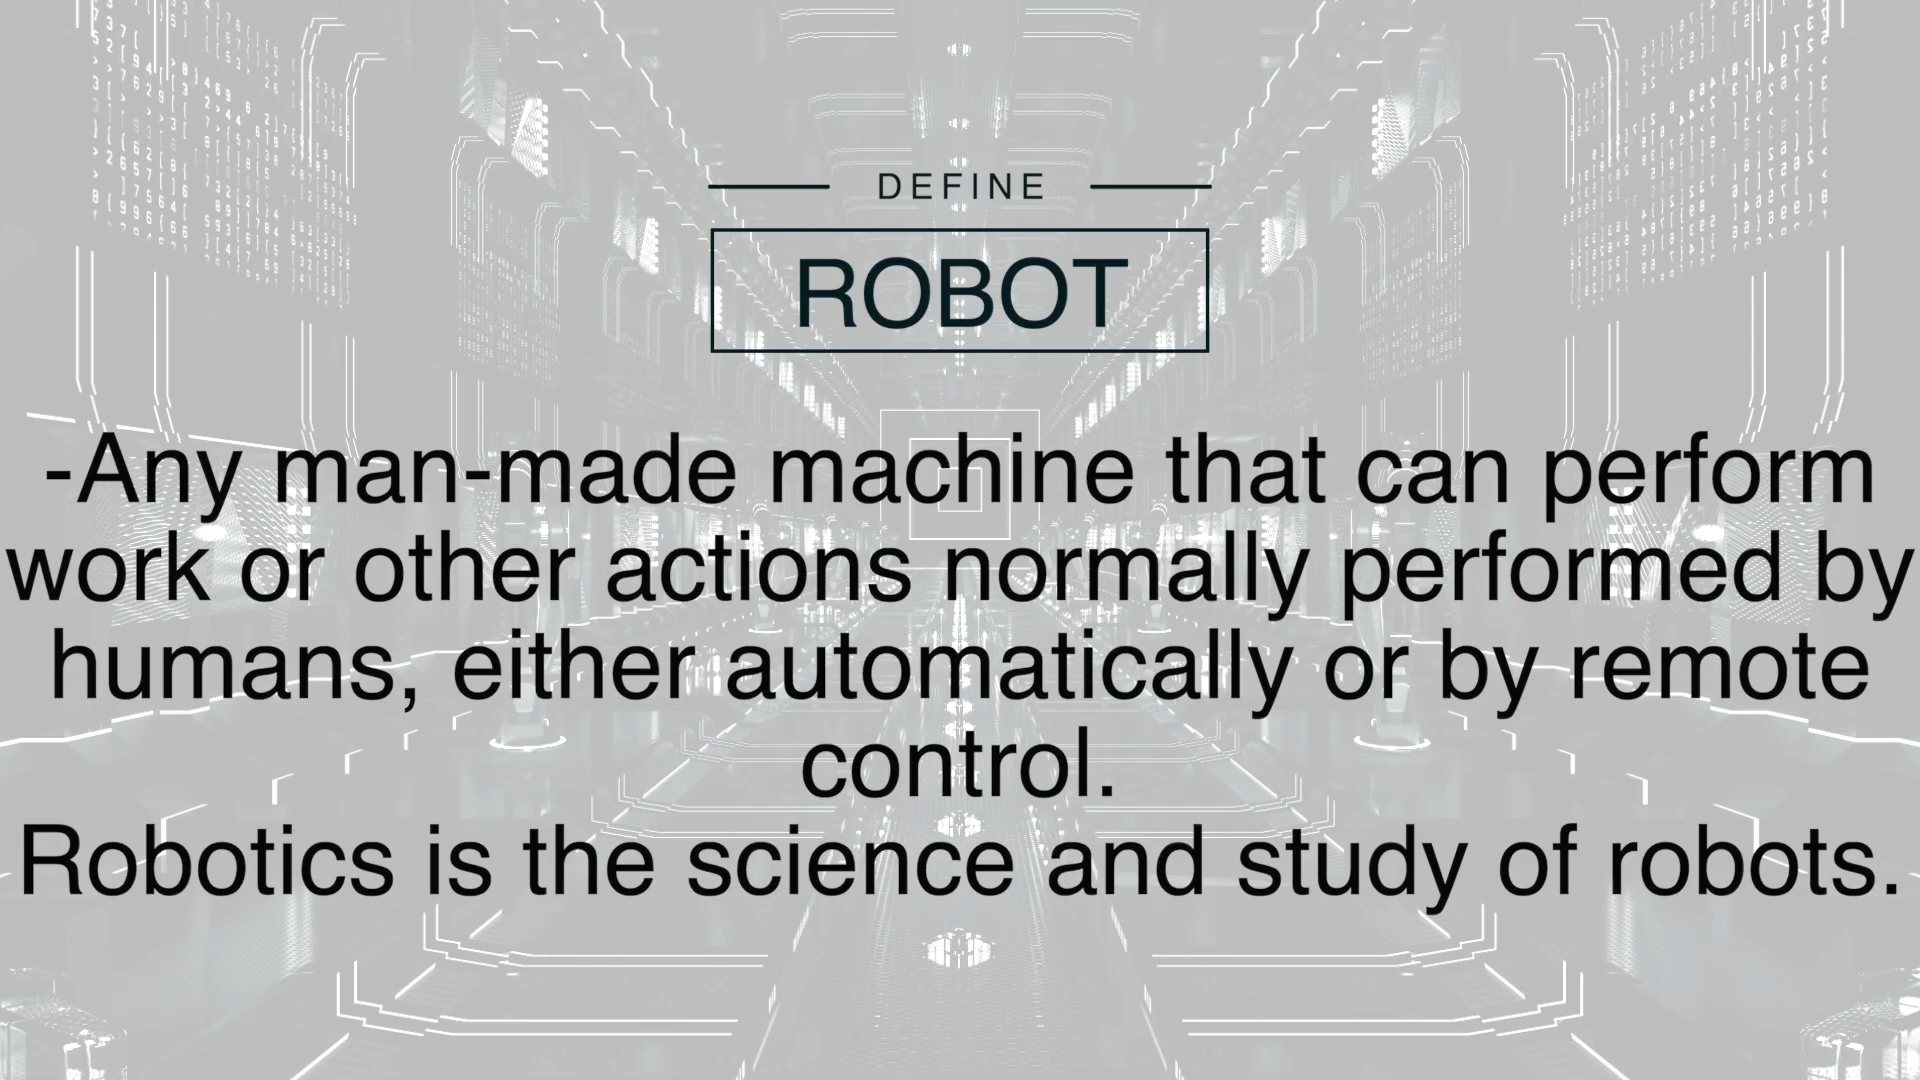 DEFINE
ROBOT
-Any man-made machine that can perform
work or other actions normally performed by
humans, either automatically or by remote
control.
Robotics is the science and study of robots.